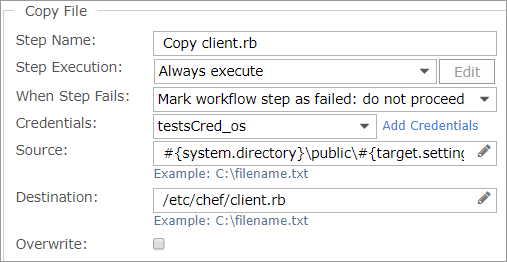 Copy File
Step Name: Copy client.rb
Step Execution: Always execute Edit
When Step Fails: Mark workflow step as failed: do not proceed
Credentials: testsCred_os Add Credentials
Source: #{system.directory}\public\#{target.setting
Example: C:\filename.txt
Destination: /etc/chef/client.rb
Example: C:\filename.txt
Overwrite: